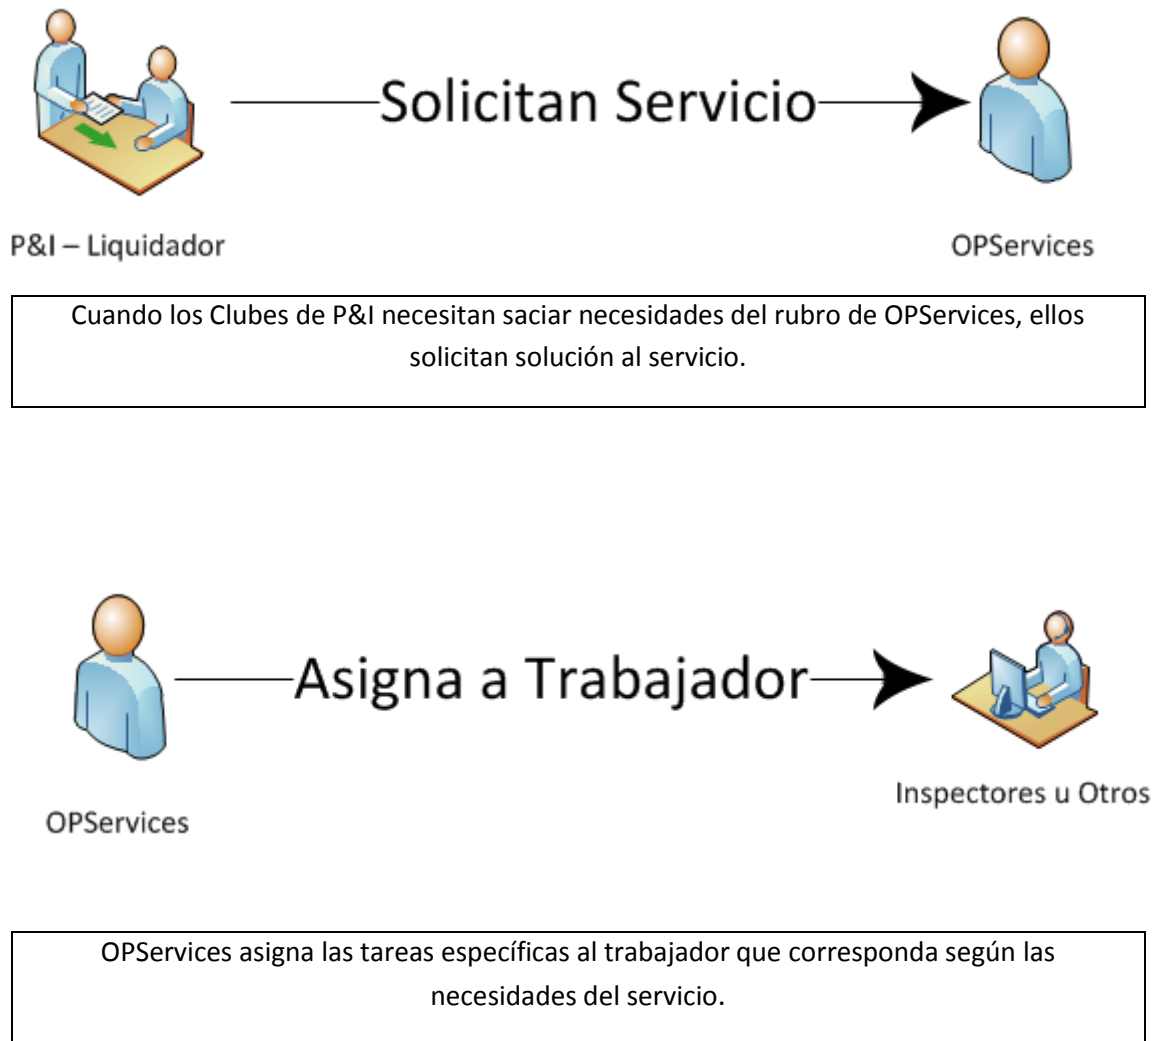 Solicitan Servicio
P&I – Liquidador
OPServices
Cuando los Clubes de P&I necesitan saciar necesidades del rubro de OPServices, ellos
solicitan solución al servicio.
Asigna a Trabajador
Inspectores u Otros
OPServices
OPServices asigna las tareas específicas al trabajador que corresponda según las
necesidades del servicio.